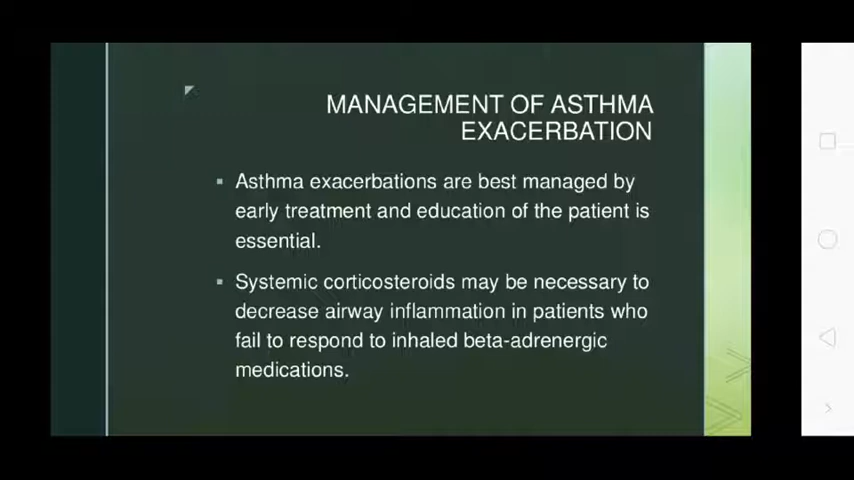 MANAGEMENT OF ASTHMA
EXACERBATION
▪ Asthma exacerbations are best managed by
early treatment and education of the patient is
essential.
▪ Systemic corticosteroids may be necessary to
decrease airway inflammation in patients who
fail to respond to inhaled beta-adrenergic
medications.